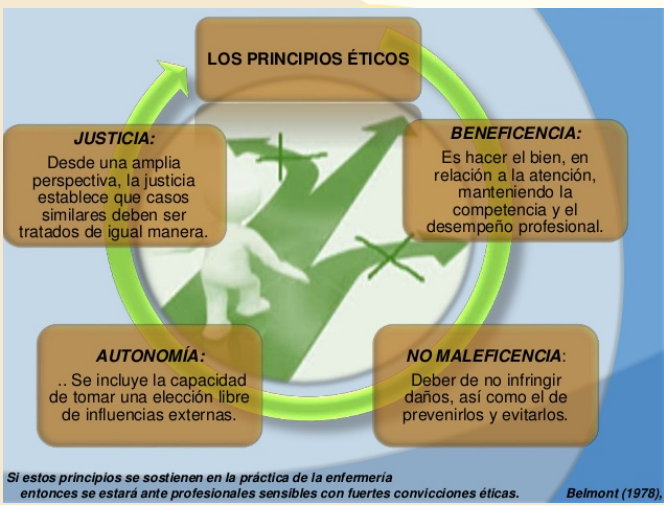 LOS PRINCIPIOS ÉTICOS
JUSTICIA:
Desde una amplia
perspectiva, la justicia
establece que casos
similares deben ser
tratados de igual manera.
BENEFICENCIA:
Es hacer el bien, en
relación a la atención,
manteniendo la
competencia y el
desempeño profesional.
AUTONOMÍA:
.. Se incluye la capacidad
de tomar una elección libre
de influencias externas.
NO MALEFICENCIA:
Deber de no infringir
daños, así como el de
prevenirlos y evitarlos.
Si estos principios se sostienen en la práctica de la enfermería
entonces se estará ante profesionales sensibles con fuertes convicciones éticas.
Belmont (1978),